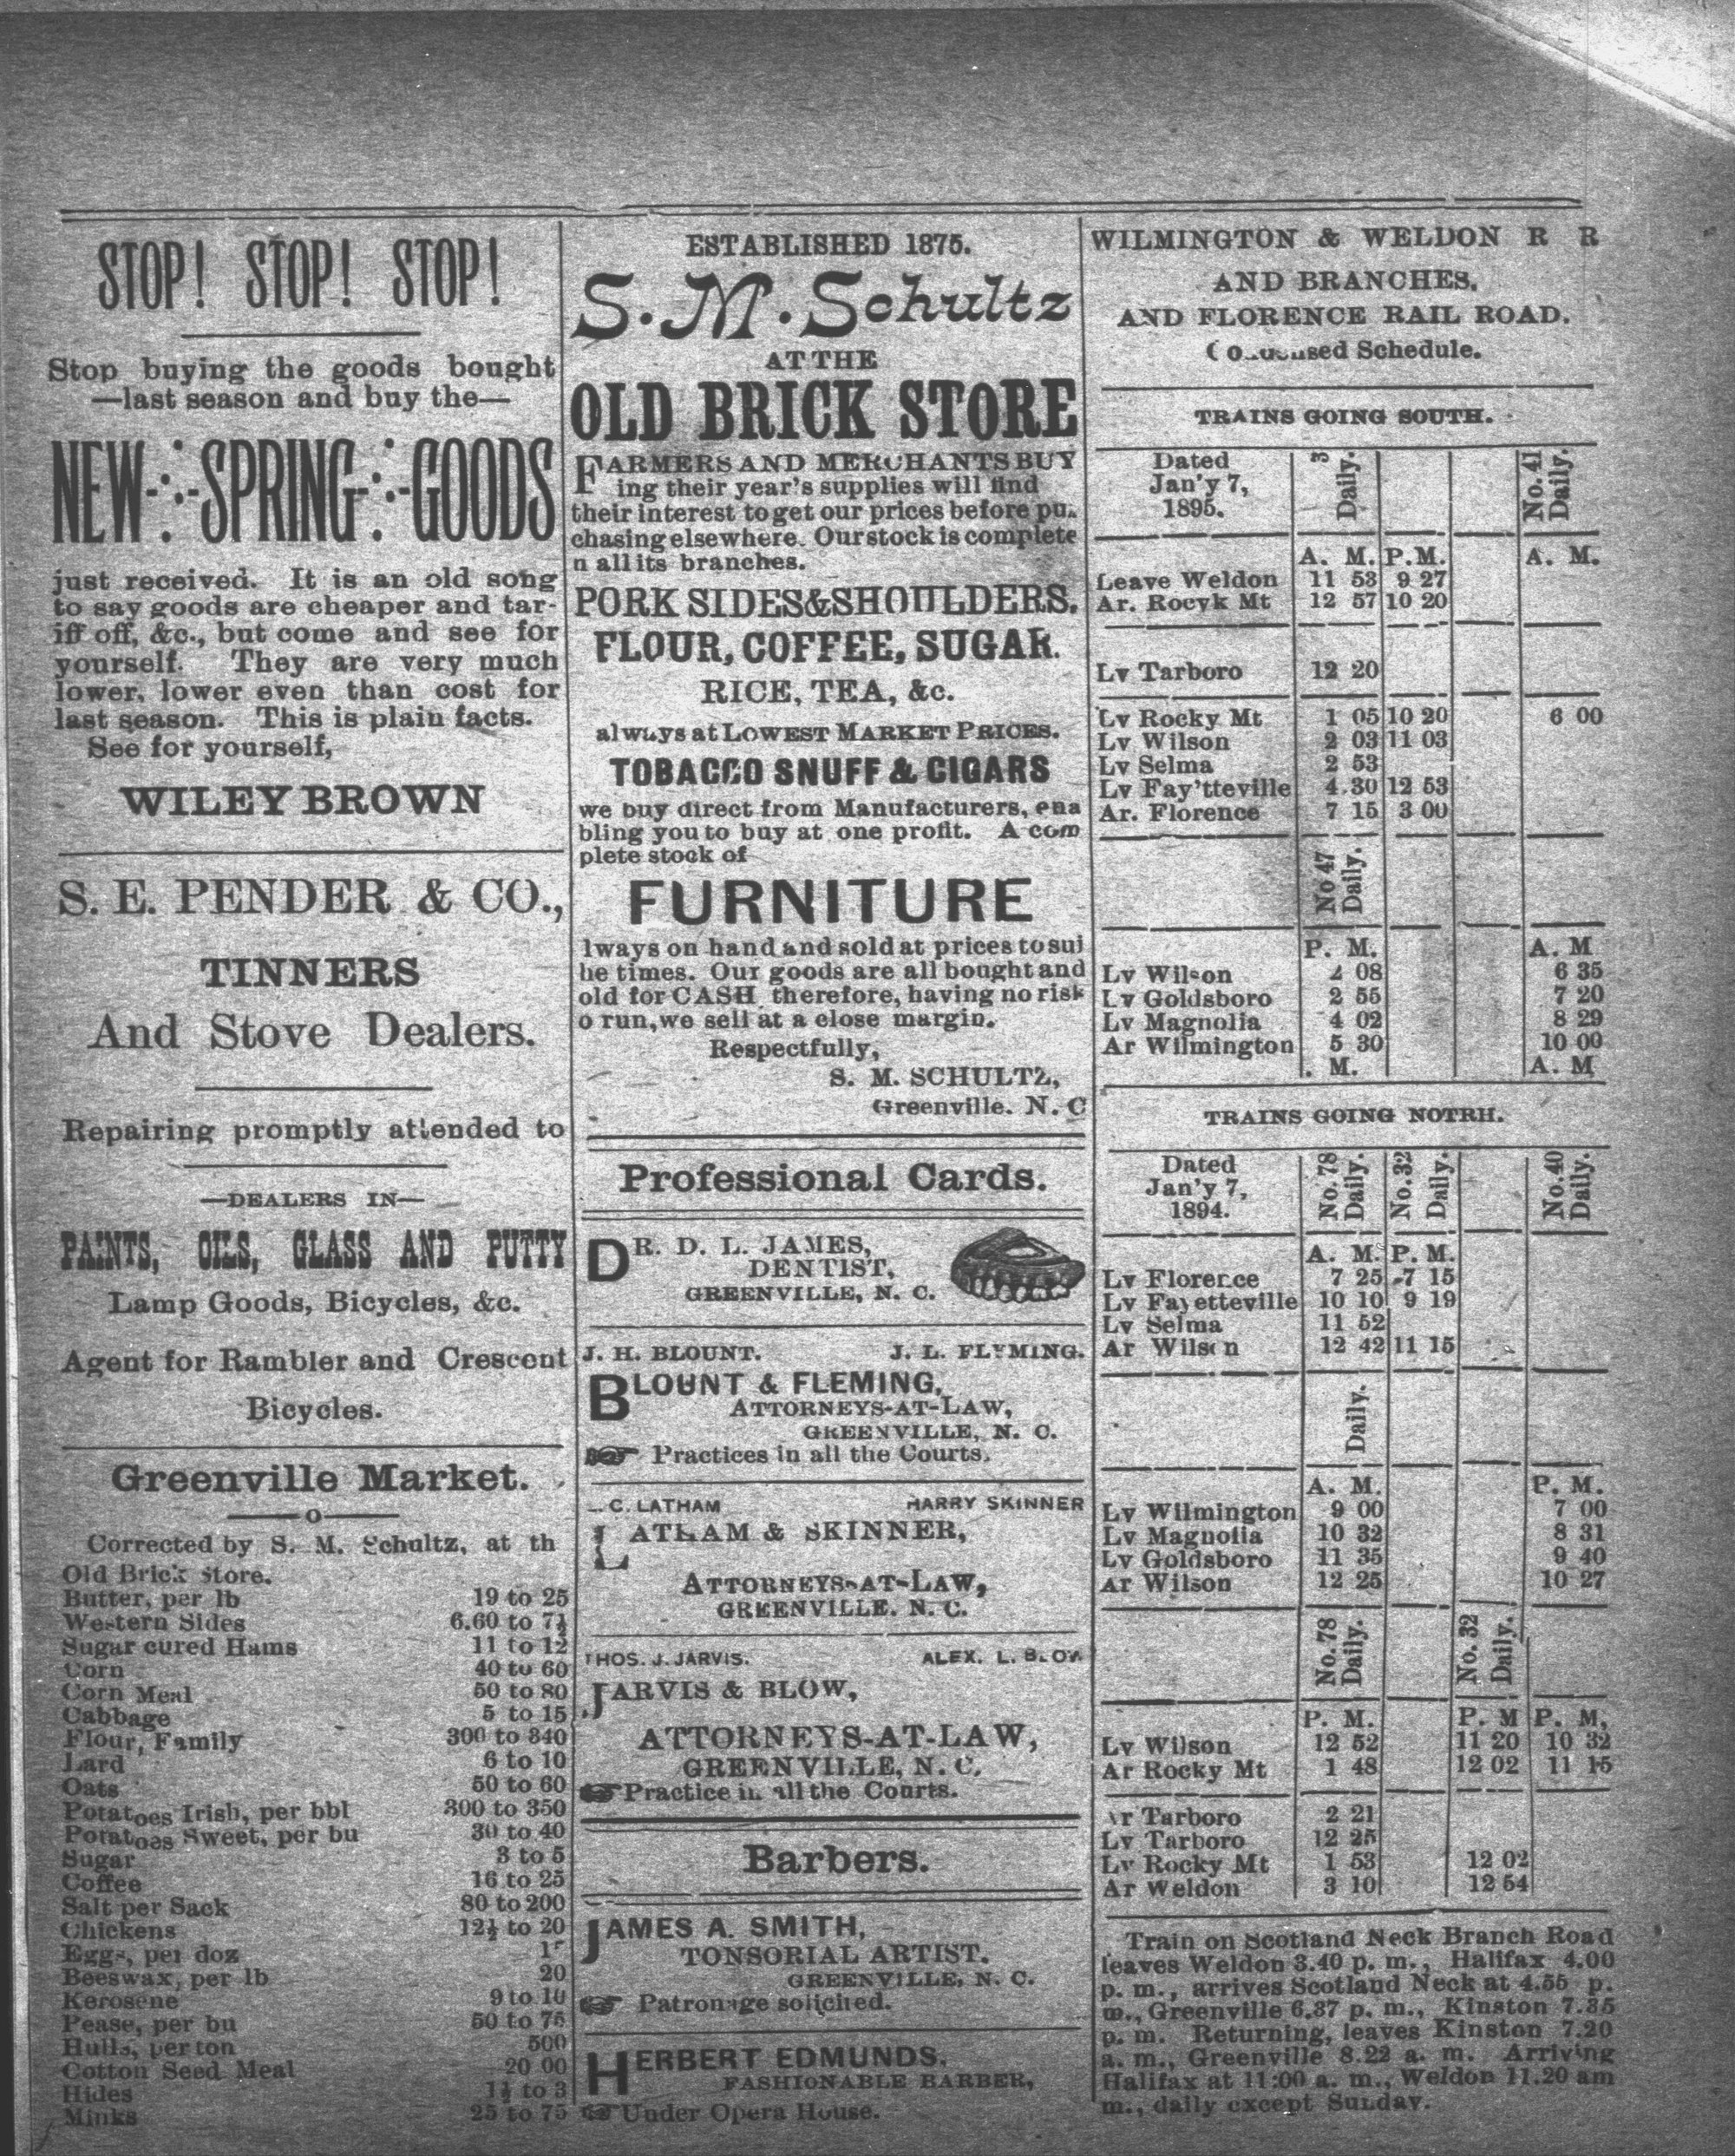 STOP! STOP! STOP!
Stop buying the goods bought
—last season and buy the—
NEW SPRING GOODS
just received. It is an old song
to say goods are cheaper and tar-
iff off, &c., but come and see for
yourself. They are very much
lower, lower even than cost for
last season. This is plain facts.
See for yourself,
WILEY BROWN
S. E. PENDER & CO.,
TINNERS
And Stove Dealers.
Repairing promptly attended to
—DEALERS IN—
PAINTS, OILS, GLASS AND PUTTY
Lamp Goods, Bicycles, &c.
Agent for Rambler and Crescent
Bicycles.
Greenville Market.
Corrected by S. M. Schultz, at th
Old Brick store.
Butter, per lb 19 to 25
Western Sides 6.60 to 7½
Sugar cured Hams 11 to 12
Corn 40 to 60
Corn Meal 50 to 80
Cabbage 5 to 15
Flour, Family 300 to 340
Lard 6 to 10
Oats 50 to 60
Potatoes Irish, per bbl 300 to 350
Potatoes Sweet, per bu 30 to 40
Sugar 3 to 5
Coffee 16 to 25
Salt per Sack 80 to 200
Chickens 12½ to 20
Eggs, per doz
Beeswax, per lb 20
Kerosene 9 to 10
Pease, per bu 50 to 75
Hulls, per ton 500
Cotton Seed Meal 20 00
Hides 1½ to 3
Minks 25 to 75
ESTABLISHED 1875.
S. M. Schultz
AT THE
OLD BRICK STORE
FARMERS AND MERCHANTS BUY
ing their year's supplies will find
their interest to get our prices before pu.
chasing elsewhere. Our stock is complete
n all its branches.
PORK SIDES & SHOULDERS.
FLOUR, COFFEE, SUGAR.
RICE, TEA, &c.
always at LOWEST MARKET PRICES.
TOBACCO SNUFF & CIGARS
we buy direct from Manufacturers, ena
bling you to buy at one profit. A com
plete stock of
FURNITURE
lways on hand and sold at prices to sui
he times. Our goods are all bought and
old for CASH therefore, having no risk
o run, we sell at a close margin.
Respectfully,
S. M. SCHULTZ,
Greenville. N. C
Professional Cards.
DR. D. L. JAMES,
DENTIST,
GREENVILLE, N. C.
J. H. BLOUNT. J. L. FLYMING.
BLOUNT & FLEMING,
ATTORNEYS-AT-LAW,
GREENVILLE, N. C.
Practices in all the Courts.
C. LATHAM HARRY SKINNER
LATHAM & SKINNER,
ATTORNEYS-AT-LAW,
GREENVILLE. N. C.
THOS. J. JARVIS. ALEX. L. BLOW
JARVIS & BLOW,
ATTORNEYS-AT-LAW,
GREENVILLE, N. C.
Practice in all the Courts.
Barbers.
JAMES A. SMITH,
TONSORIAL ARTIST.
GREENVILLE, N. C.
Patronage solicited.
HERBERT EDMUNDS,
FASHIONABLE BARBER,
Under Opera House.
WILMINGTON & WELDON R R
AND BRANCHES.
AND FLORENCE RAIL ROAD.
Schedule.
TRAINS GOING SOUTH.
Dated Daily. No. 41 Daily.
Jan'y 7,
1895.
A. M. P. M. A. M.
Leave Weldon 11 53 9 27
Ar. Rocyk Mt 12 57 10 20
Lv Tarboro 12 20
Lv Rocky Mt 1 05 10 20 6 00
Lv Wilson 2 03 11 03
Lv Selma 2 53
Lv Fay'tteville 4.30 12 53
Ar. Florence 7 15 3 00
No 47 Daily.
P. M. A. M
Lv Wilson 2 08 6 35
Lv Goldsboro 2 55 7 20
Lv Magnolia 4 02 8 29
Ar Wilmington 5 30 10 00
. M. A. M
TRAINS GOING NOTRH.
Dated No. 78 Daily. No. 32 Daily. No. 40 Daily.
Jan'y 7,
1894.
A. M. P. M.
Lv Florence 7 25 7 15
Lv Fayetteville 10 10 9 19
Lv Selma 11 52
Ar Wilson 12 42 11 15
Daily.
A. M. P. M.
Lv Wilmington 9 00 7 00
Lv Magnolia 10 32 8 31
Lv Goldsboro 11 35 9 40
Ar Wilson 12 25 10 27
No. 78 Daily. No. 32 Daily.
P. M. P. M P. M,
Lv Wilson 12 52 11 20 10 32
Ar Rocky Mt 1 48 12 02 11 15
Ar Tarboro 2 21
Lv Tarboro 12 25
Lv Rocky Mt 1 53 12 02
Ar Weldon 3 10 12 54
Train on Scotland Neck Branch Road
leaves Weldon 3.40 p. m., Halifax 4.00
p. m., arrives Scotland Neck at 4.55 p.
m., Greenville 6.37 p. m., Kinston 7.35
p. m. Returning, leaves Kinston 7.20
a. m., Greenville 8.22 a. m. Arriving
Halifax at 11:00 a. m., Weldon 11.20 am
m., daily except Sunday.